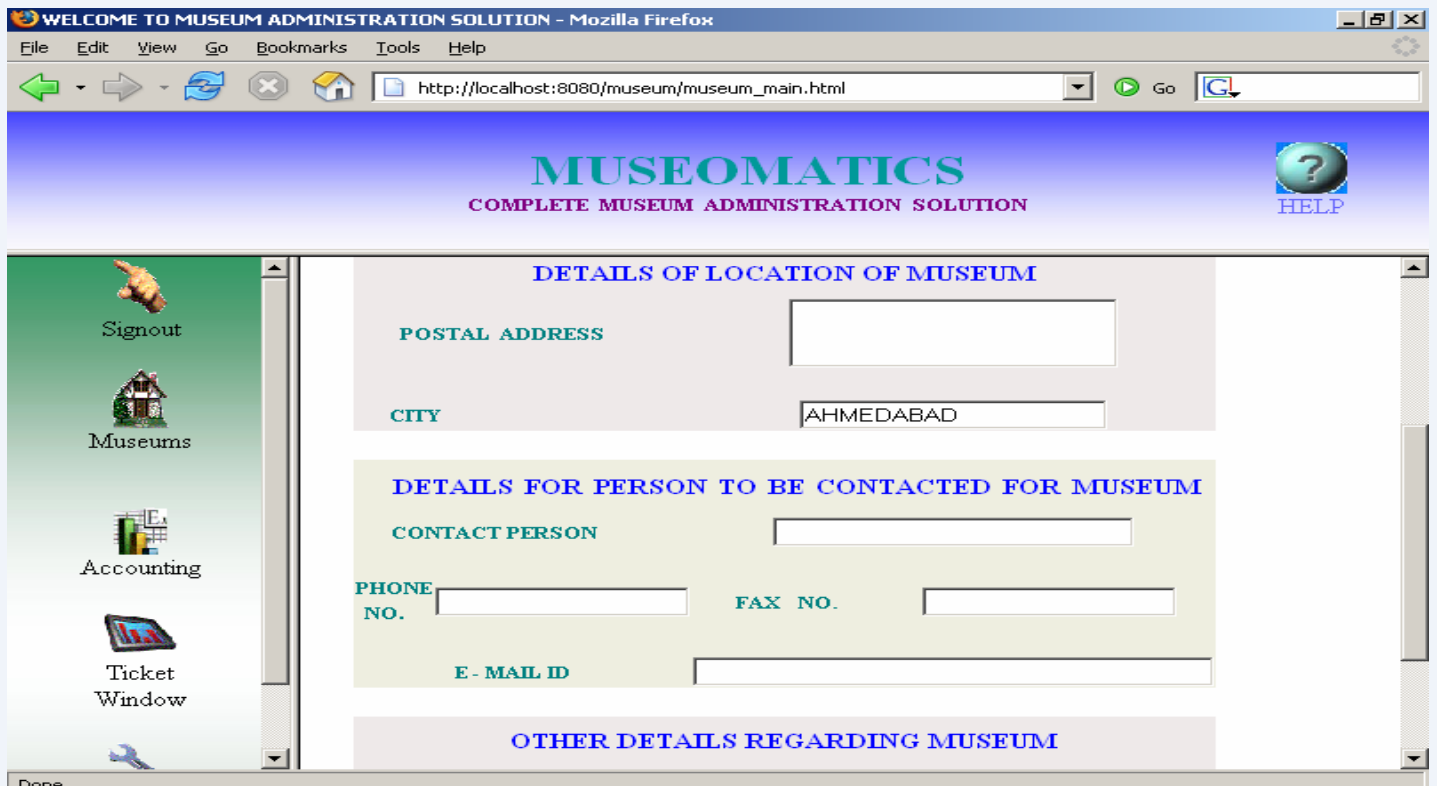 WELCOME TO MUSEUM ADMINISTRATION SOLUTION - Mozilla Firefox
File Edit View Go Bookmarks Tools Help
http://localhost:8080/museum/museum_main.html Go G
MUSEOMATICS
COMPLETE MUSEUM ADMINISTRATION SOLUTION
?
HELP
Signout
Museums
Accounting
Ticket
Window
DETAILS OF LOCATION OF MUSEUM
POSTAL ADDRESS
CITY AHMEDABAD
DETAILS FOR PERSON TO BE CONTACTED FOR MUSEUM
CONTACT PERSON
PHONE
NO. FAX NO.
E - MAIL ID
OTHER DETAILS REGARDING MUSEUM
Done